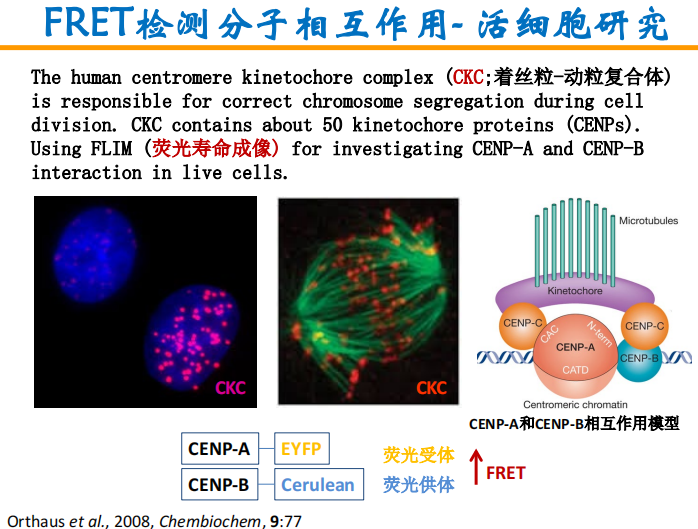 FRET检测分子相互作用-活细胞研究
The human centromere kinetochore complex (CKC;着丝粒-动粒复合体)
is responsible for correct chromosome segregation during cell
division. CKC contains about 50 kinetochore proteins (CENPs).
Using FLIM (荧光寿命成像) for investigating CENP-A and CENP-B
interaction in live cells.
CKC
CKC
Microtubules
Kinetochore
CENP-C
CAC
N-term
CENP-C
CENP-A
CENP-B
CATD
Centromeric chromatin
CENP-A和CENP-B相互作用模型
CENP-A
EYFP
荧光受体
CENP-B
Cerulean
荧光供体
FRET
Orthaus et al., 2008, Chembiochem, 9:77